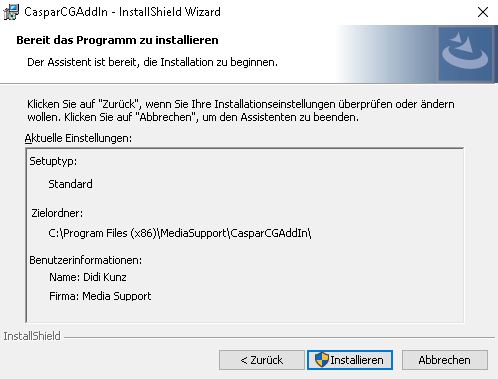 CasparCGAddIn - InstallShield Wizard
Bereit das Programm zu installieren
Der Assistent ist bereit, die Installation zu beginnen.
Klicken Sie auf "Zurück", wenn Sie Ihre Installationseinstellungen überprüfen oder ändern
wollen. Klicken Sie auf "Abbrechen", um den Assistenten zu beenden.
Aktuelle Einstellungen:
Setuptyp:
Standard
Zielordner:
C:\Program Files (x86)\MediaSupport\CasparCGAddIn\
Benutzerinformationen:
Name: Didi Kunz
Firma: Media Support
InstallShield
< Zurück
Installieren
Abbrechen